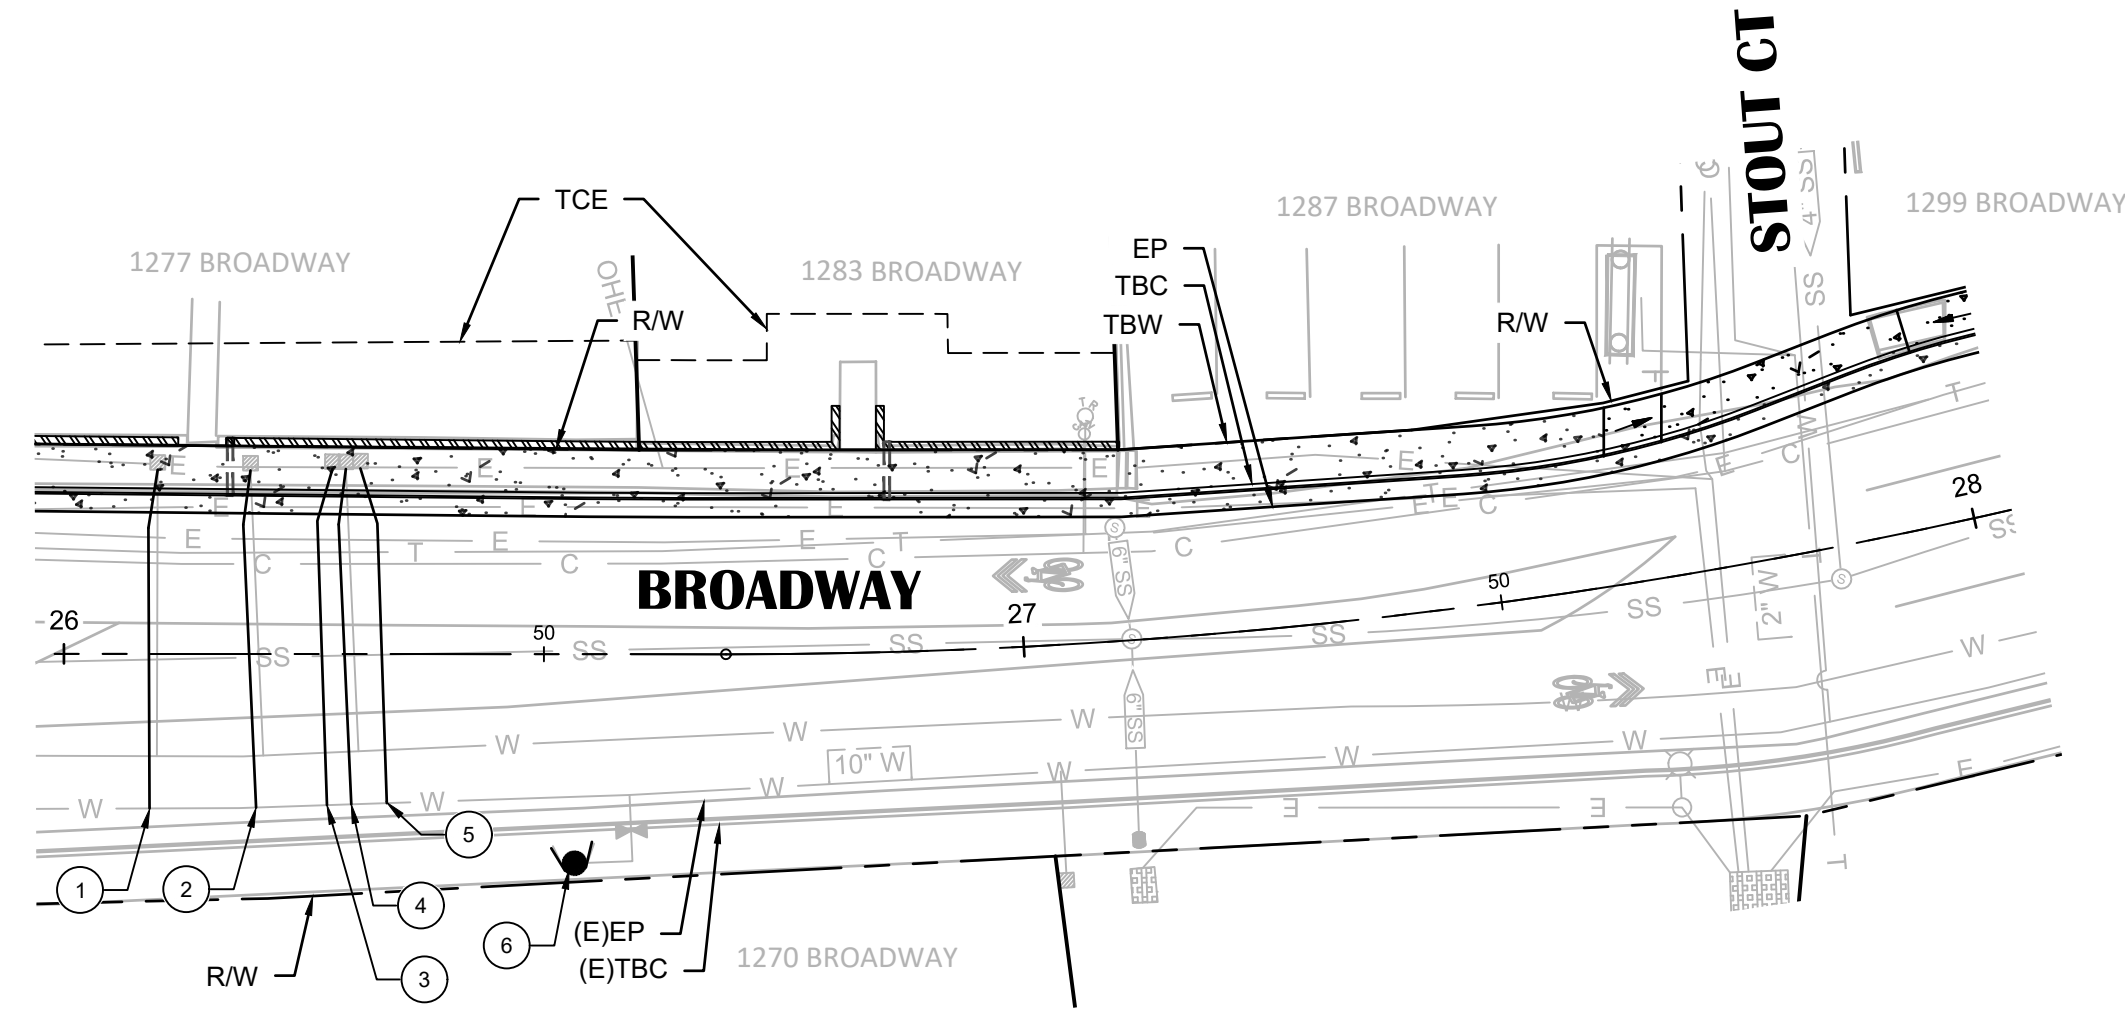 STOUT CT
4" SS
1299 BROADWAY
TCE
1287 BROADWAY
1277 BROADWAY
OHE
1283 BROADWAY
EP
TBC
TBW
R/W
R/W
SS
T
T
E
E
E
E
W
C
E
E
E
E
T
E
E
C
28
SS
E
E
E
C
T
C
C
T
C
S
6" SS
S
BROADWAY
50
2" W
26
50
27
SS
SS
SS
SS
SS
E
E
W
6" SS
W
W
W
W
W
10" W
W
W
W
W
E
E
E
T
1
2
3
4
5
6
(E)EP
(E)TBC
1270 BROADWAY
R/W